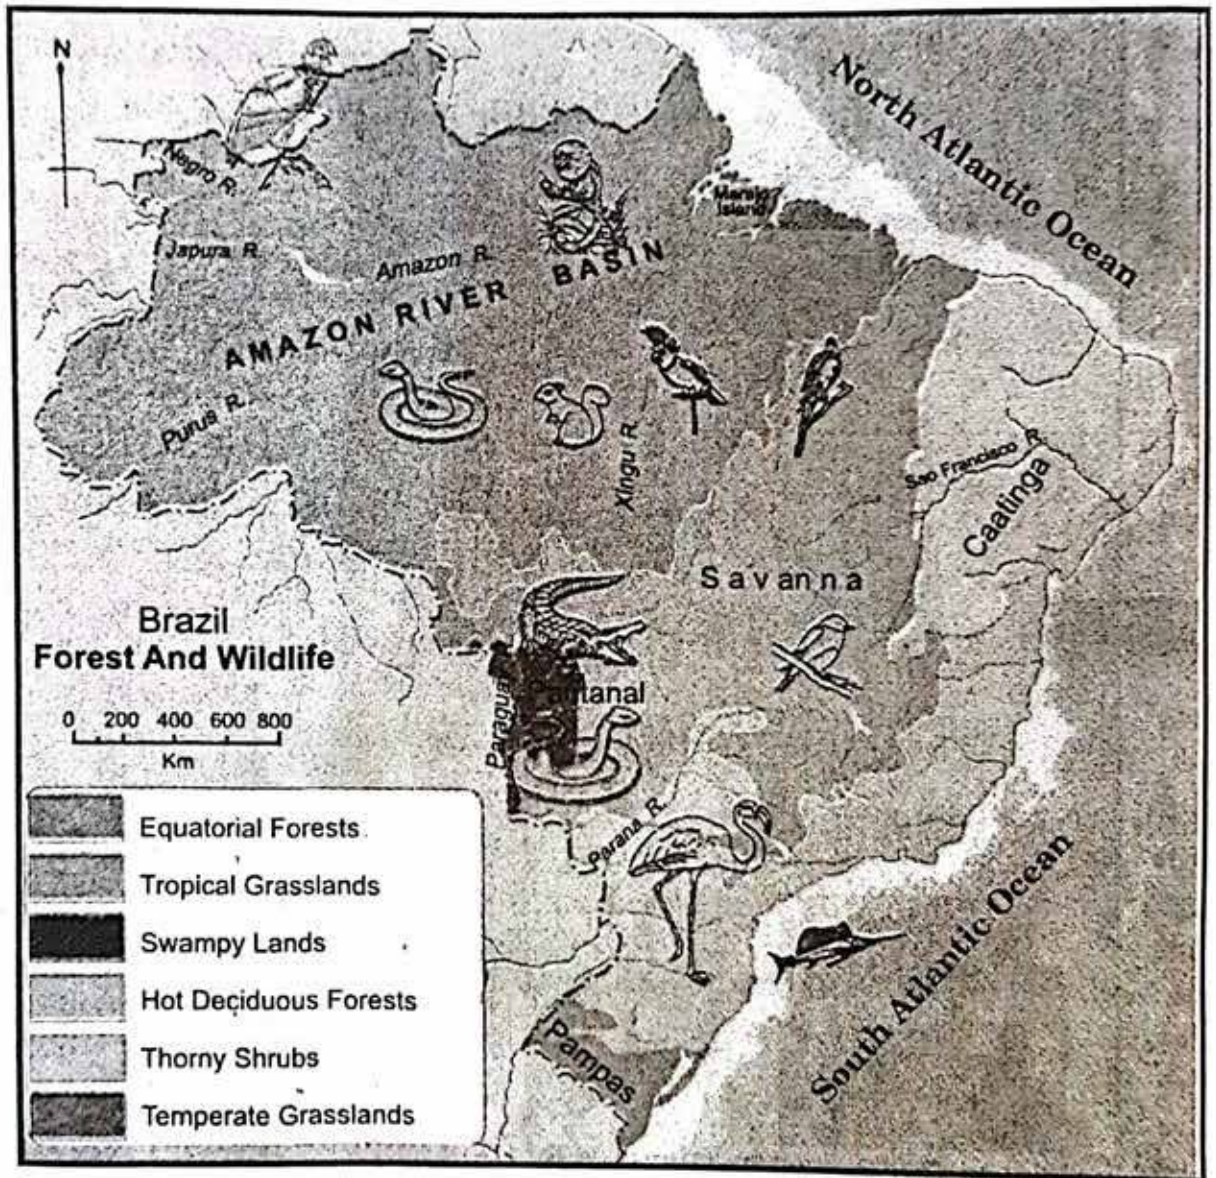 N
North Atlantic Ocean
Negro R.
Marajo
Island
Japura R.
Amazon R.
AMAZON RIVER BASIN
Purus R.
Xingu R.
Sao Francisco R.
Caatinga
Savanna
Brazil
Forest And Wildlife
Pantanal
0 200 400 600 800
Km
Parana R.
Equatorial Forests
Tropical Grasslands
Swampy Lands
Hot Deciduous Forests
Thorny Shrubs
Temperate Grasslands
Pampas
South Atlantic Ocean